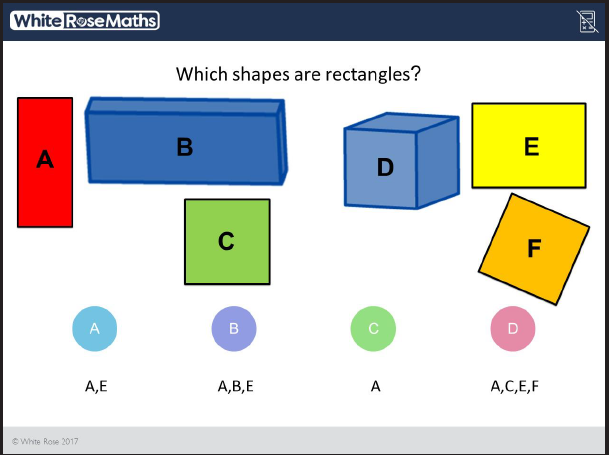 White Rose Maths
Which shapes are rectangles?
A
B
C
D
E
F
A
B
C
D
A,E
A,B,E
A
A,C,E,F
© White Rose 2017